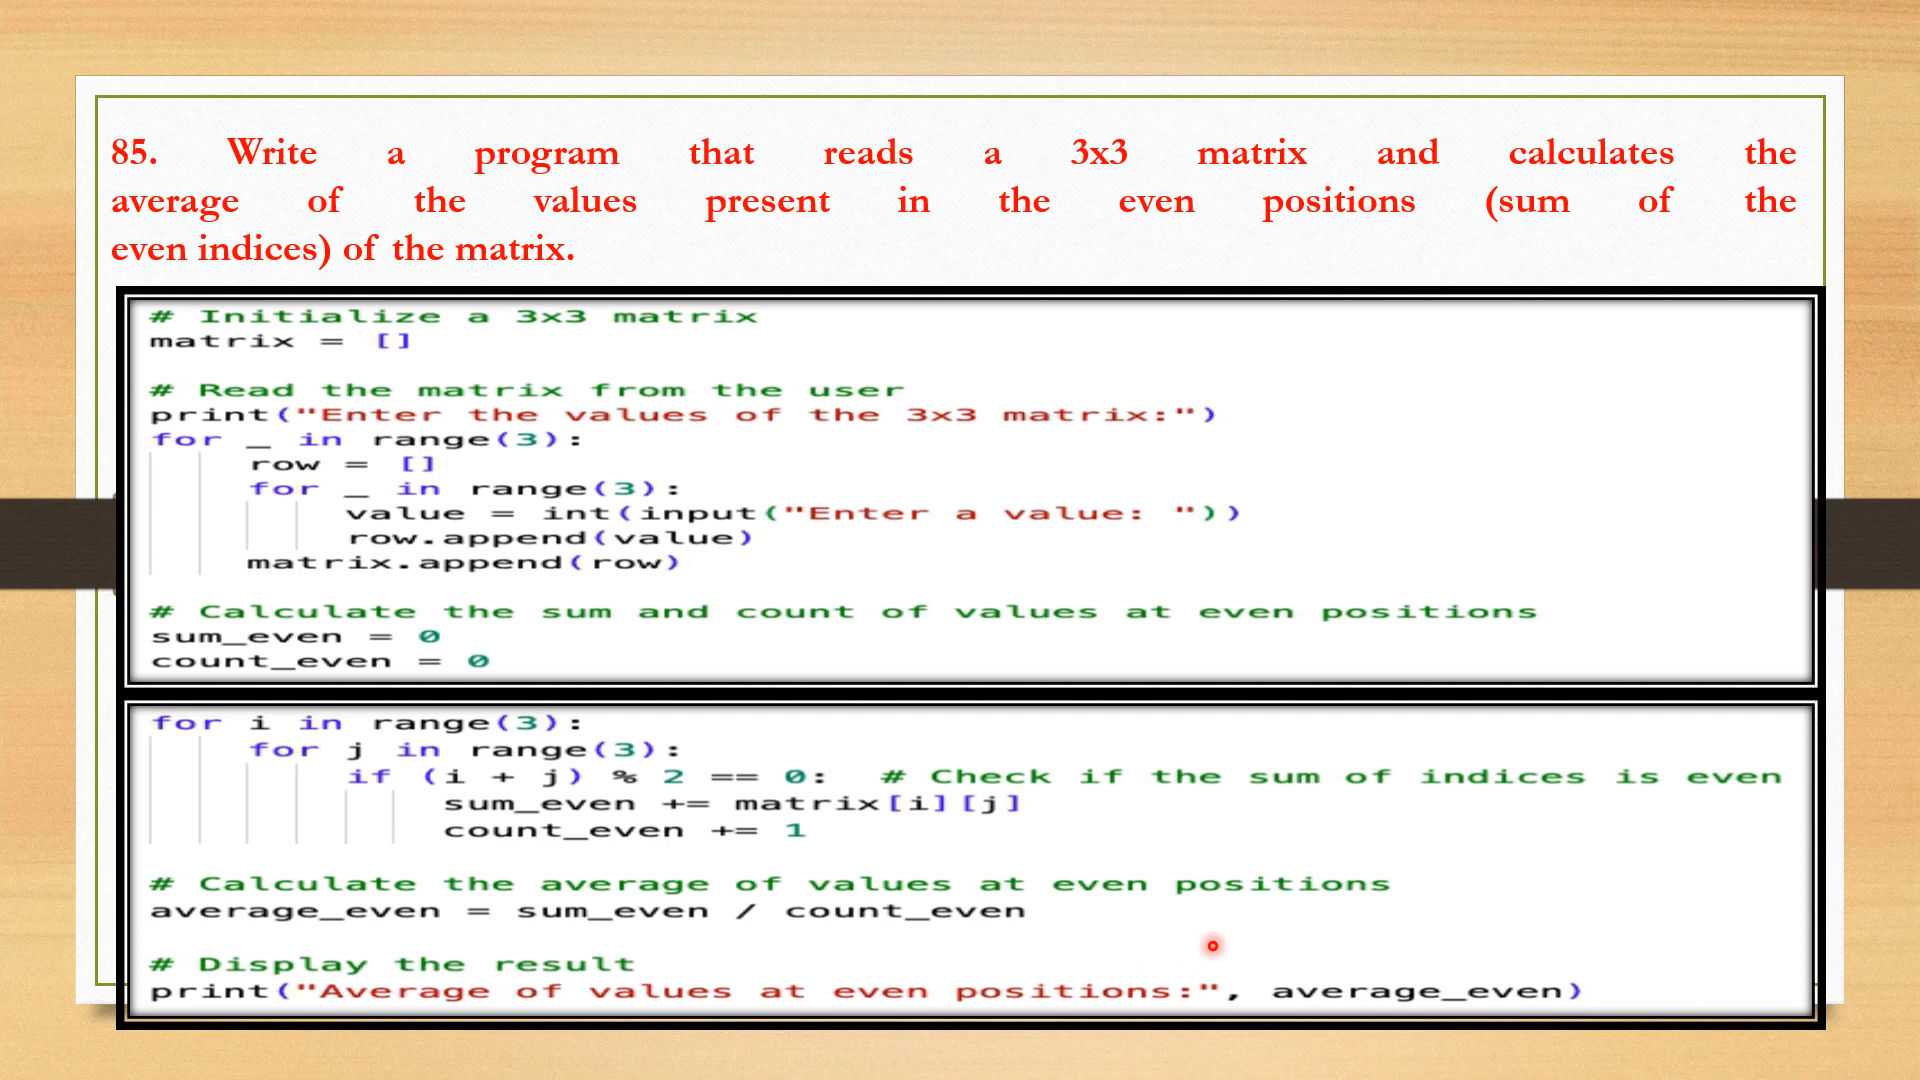 85. Write a program that reads a 3x3 matrix and calculates the
average of the values present in the even positions (sum of the
even indices) of the matrix.
# Initialize a 3x3 matrix
matrix = []
# Read the matrix from the user
print("Enter the values of the 3x3 matrix:")
for _ in range(3):
    row = []
    for _ in range(3):
        value = int(input("Enter a value: "))
        row.append(value)
    matrix.append(row)
# Calculate the sum and count of values at even positions
sum_even = 0
count_even = 0
for i in range(3):
    for j in range(3):
        if (i + j) % 2 == 0:  # Check if the sum of indices is even
            sum_even += matrix[i][j]
            count_even += 1
# Calculate the average of values at even positions
average_even = sum_even / count_even
# Display the result
print("Average of values at even positions:", average_even)